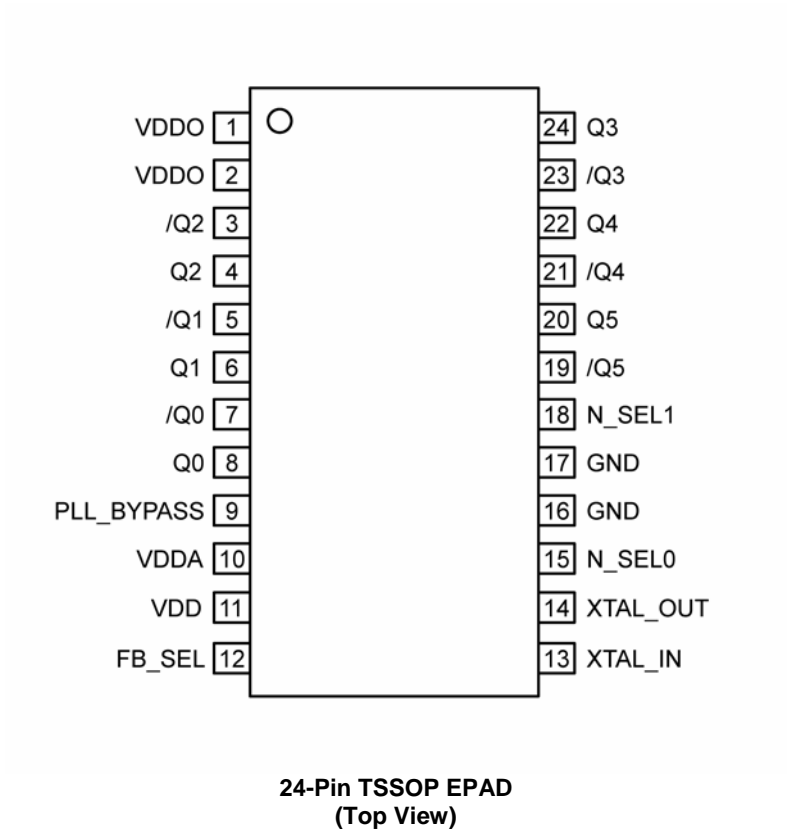 VDDO 1 24 Q3
VDDO 2 23 /Q3
/Q2 3 22 Q4
Q2 4 21 /Q4
/Q1 5 20 Q5
Q1 6 19 /Q5
/Q0 7 18 N_SEL1
Q0 8 17 GND
PLL_BYPASS 9 16 GND
VDDA 10 15 N_SEL0
VDD 11 14 XTAL_OUT
FB_SEL 12 13 XTAL_IN
24-Pin TSSOP EPAD
(Top View)